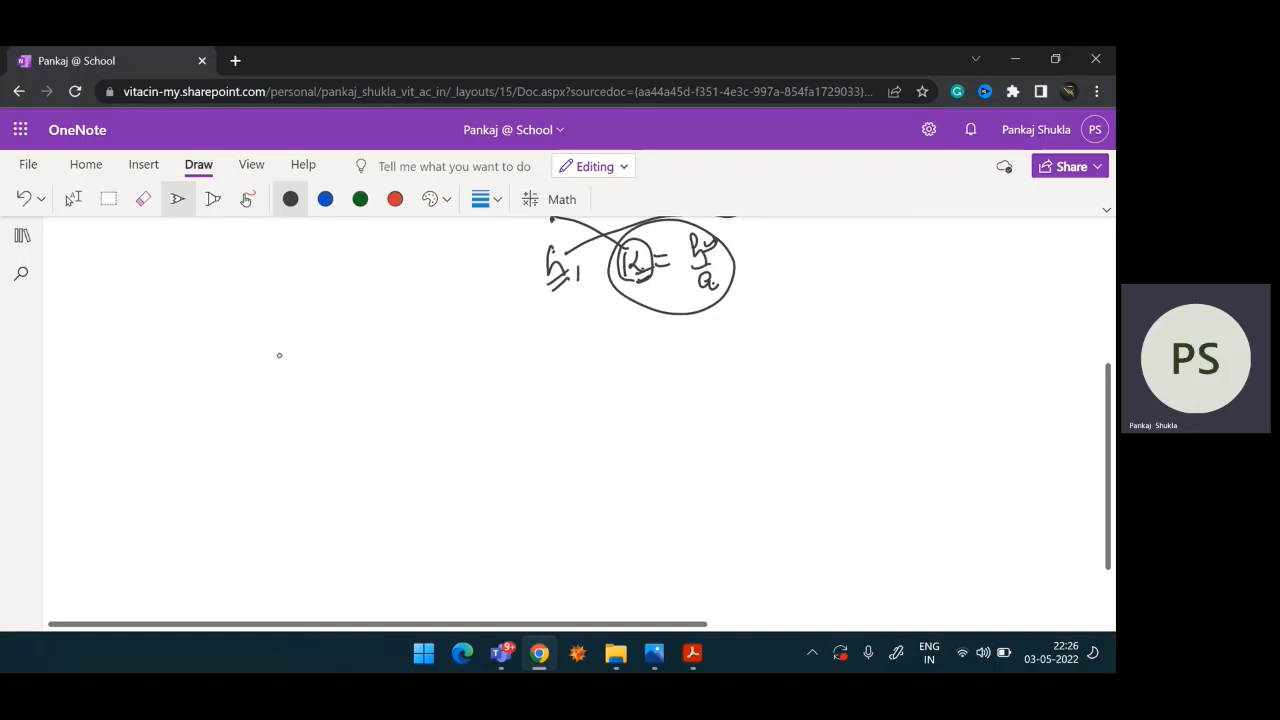 Pankaj @ School
vitacin-my.sharepoint.com/personal/pankaj_shukla_vit_ac_in/_layouts/15/Doc.aspx?sourcedoc={aa44a45d-f351-4e3c-997a-854fa1729033}...
OneNote
Pankaj @ School
Pankaj Shukla
PS
File
Home
Insert
Draw
View
Help
Tell me what you want to do
Editing
Share
Math
PS
Pankaj Shukla
9+
ENG
IN
22:26
03-05-2022